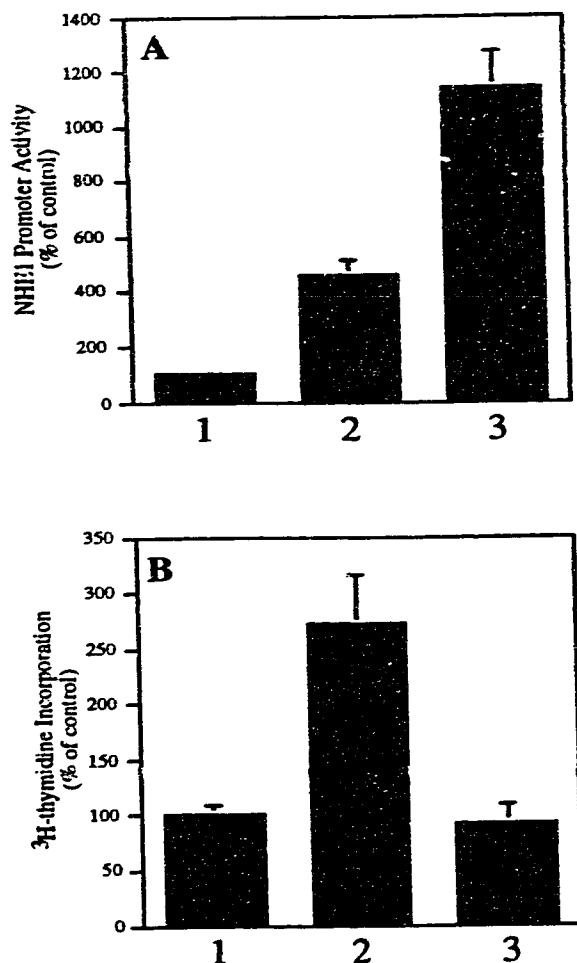 A
NHE1 Promoter Activity
(% of control)
1400
1200
1000
800
600
400
200
0
1 2 3
B
³H-thymidine Incorporation
(% of control)
350
300
250
200
150
100
50
0
1 2 3